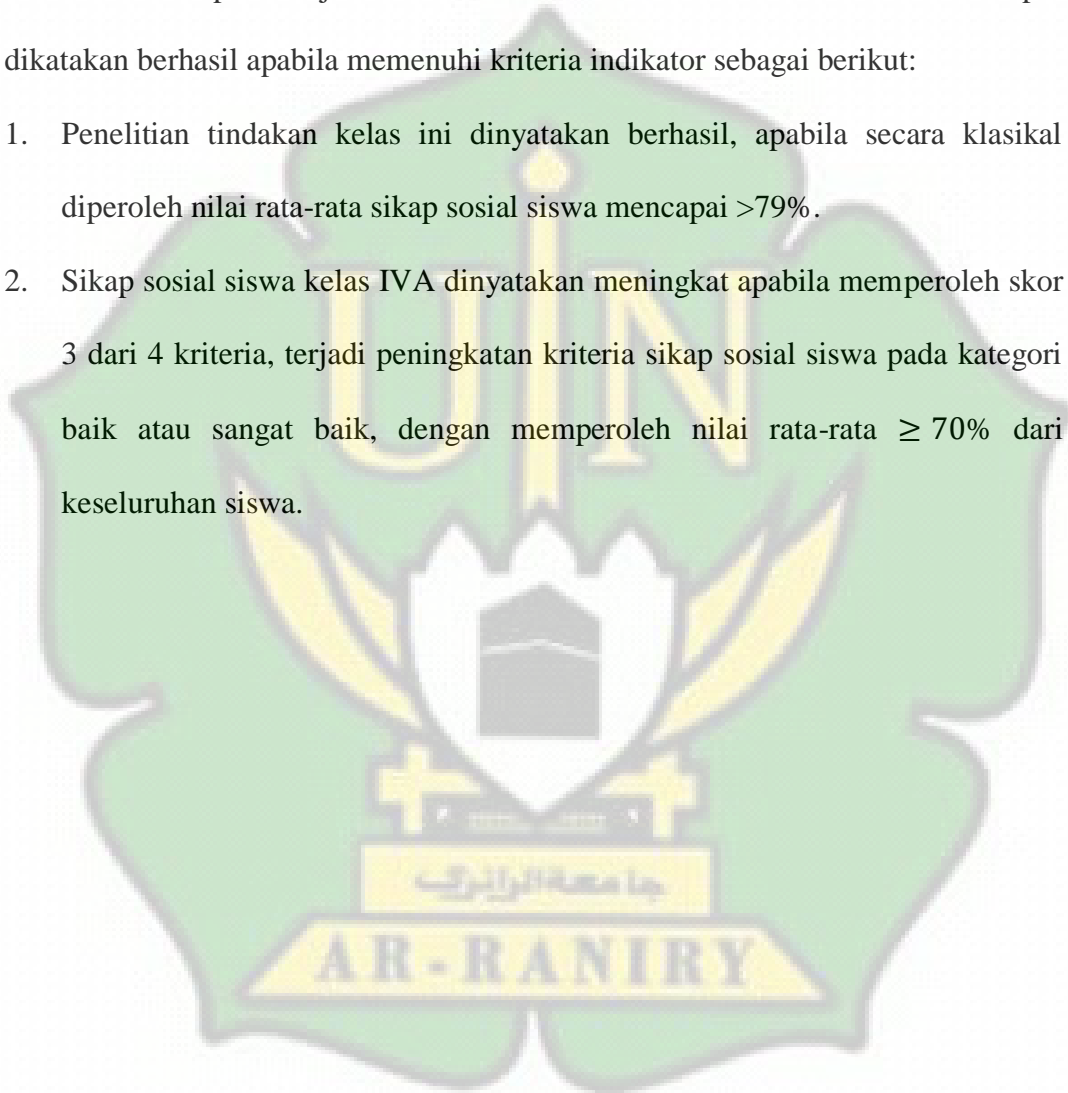 dikatakan berhasil apabila memenuhi kriteria indikator sebagai berikut:
1. Penelitian tindakan kelas ini dinyatakan berhasil, apabila secara klasikal
diperoleh nilai rata-rata sikap sosial siswa mencapai >79%.
2. Sikap sosial siswa kelas IVA dinyatakan meningkat apabila memperoleh skor
3 dari 4 kriteria, terjadi peningkatan kriteria sikap sosial siswa pada kategori
baik atau sangat baik, dengan memperoleh nilai rata-rata ≥ 70% dari
keseluruhan siswa.
UIN
جامعة الرانري
AR-RANIRY